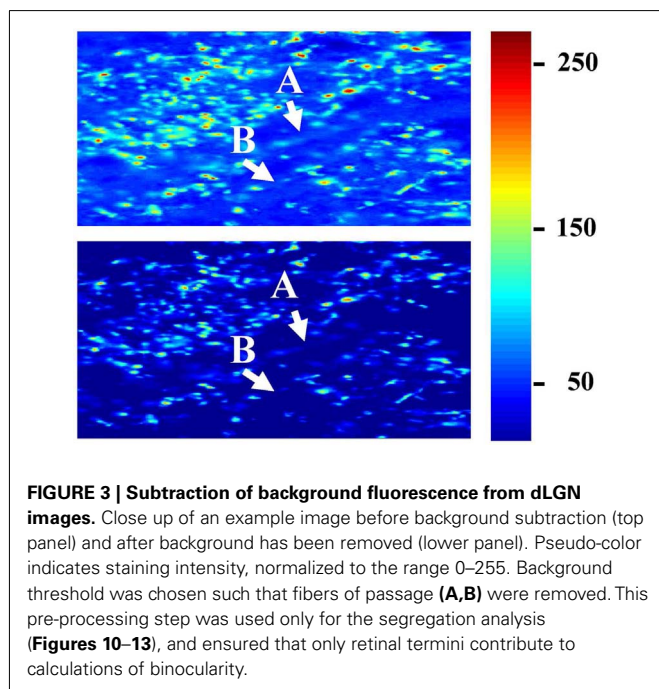 A
B
250
150
50
A
B
FIGURE 3 | Subtraction of background fluorescence from dLGN
images. Close up of an example image before background subtraction (top
panel) and after background has been removed (lower panel). Pseudo-color
indicates staining intensity, normalized to the range 0–255. Background
threshold was chosen such that fibers of passage (A,B) were removed. This
pre-processing step was used only for the segregation analysis
(Figures 10–13), and ensured that only retinal termini contribute to
calculations of binocularity.